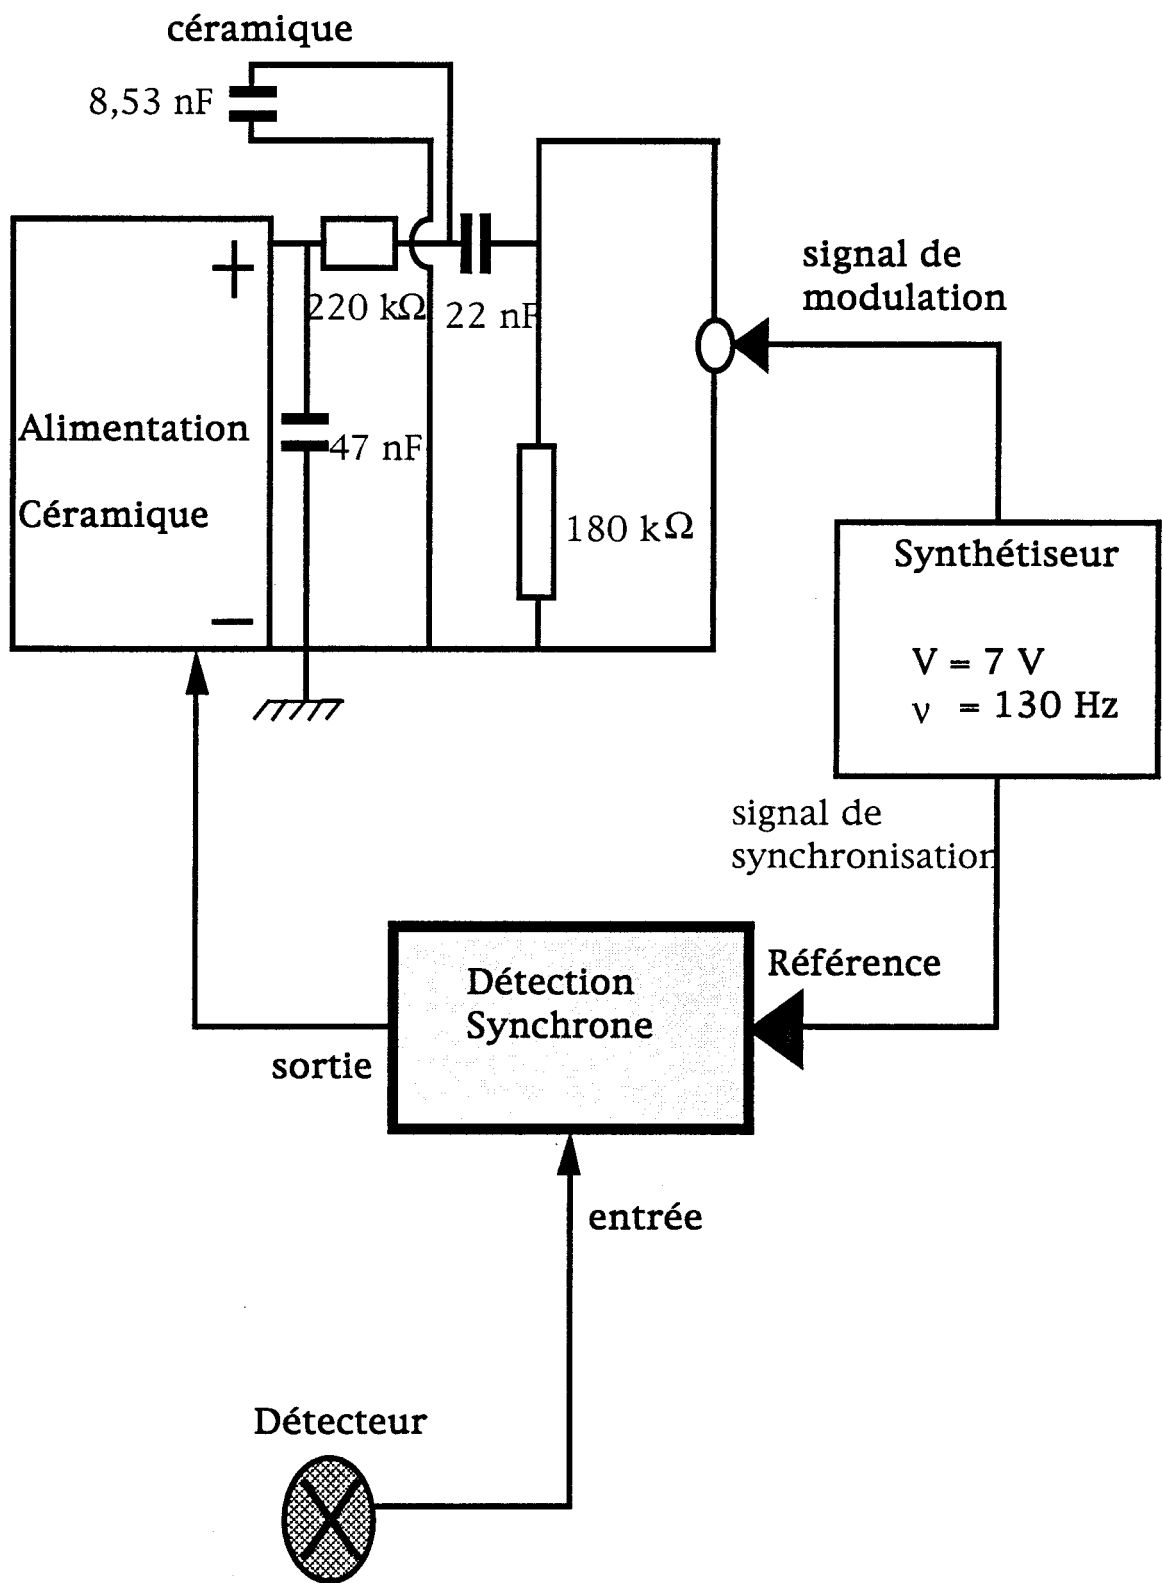 céramique
8,53 nF
+
220 kΩ
22 nF
signal de
modulation
Alimentation
Céramique
47 nF
180 kΩ
Synthétiseur
V = 7 V
ν = 130 Hz
−
signal de
synchronisation
Référence
Détection
Synchrone
sortie
entrée
Détecteur